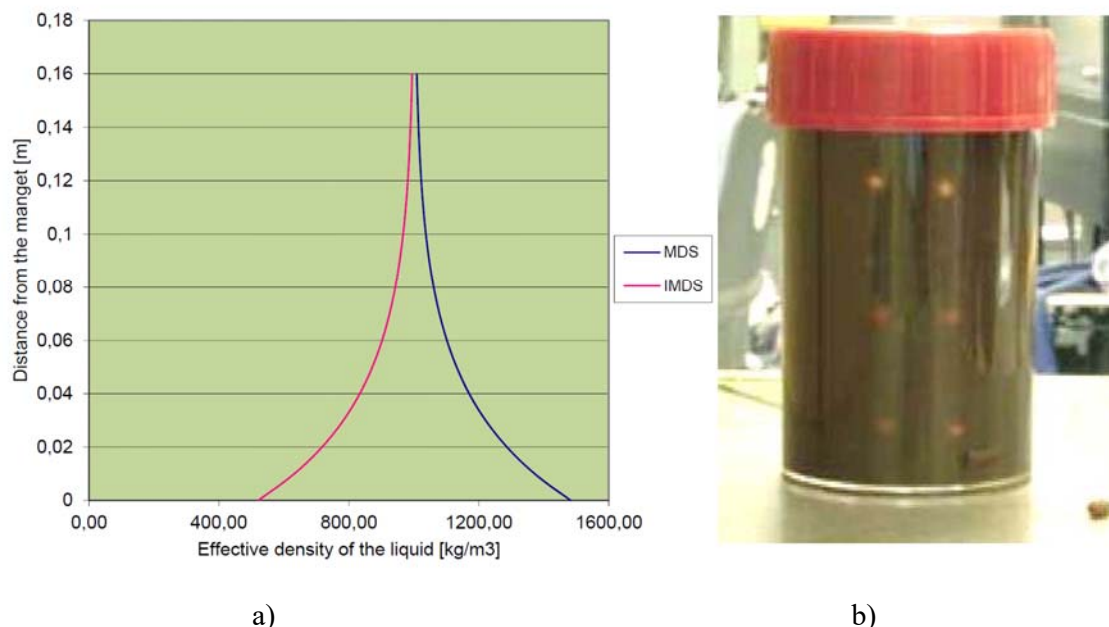 0,18
0,16
0,14
0,12
0,1
0,08
0,06
0,04
0,02
0
Distance from the manget [m]
0,00 400,00 800,00 1200,00 1600,00
Effective density of the liquid [kg/m3]
MDS
IMDS
a) b)